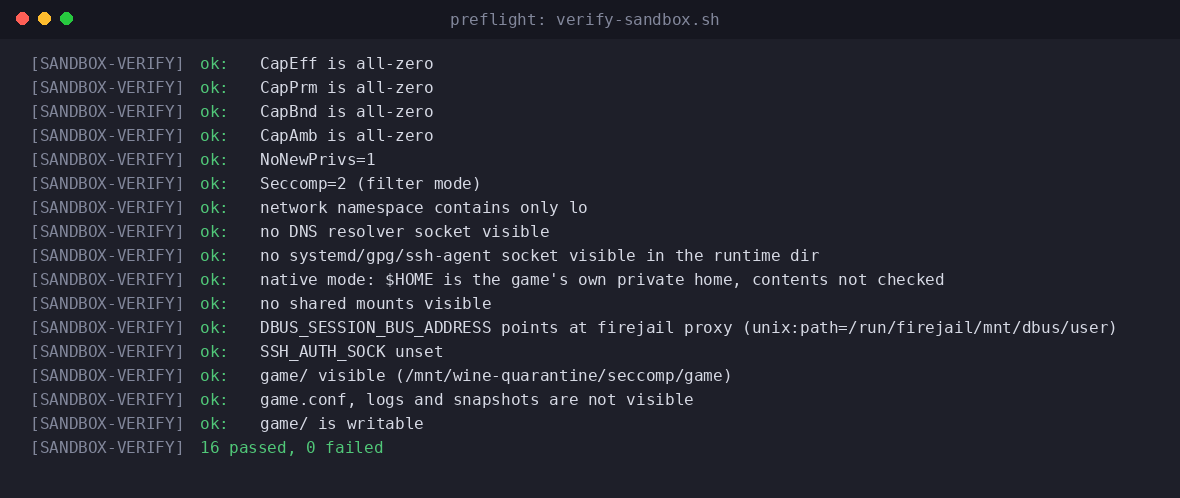 preflight: verify-sandbox.sh
[SANDBOX-VERIFY] ok: CapEff is all-zero
[SANDBOX-VERIFY] ok: CapPrm is all-zero
[SANDBOX-VERIFY] ok: CapBnd is all-zero
[SANDBOX-VERIFY] ok: CapAmb is all-zero
[SANDBOX-VERIFY] ok: NoNewPrivs=1
[SANDBOX-VERIFY] ok: Seccomp=2 (filter mode)
[SANDBOX-VERIFY] ok: network namespace contains only lo
[SANDBOX-VERIFY] ok: no DNS resolver socket visible
[SANDBOX-VERIFY] ok: no systemd/gpg/ssh-agent socket visible in the runtime dir
[SANDBOX-VERIFY] ok: native mode: $HOME is the game's own private home, contents not checked
[SANDBOX-VERIFY] ok: no shared mounts visible
[SANDBOX-VERIFY] ok: DBUS_SESSION_BUS_ADDRESS points at firejail proxy (unix:path=/run/firejail/mnt/dbus/user)
[SANDBOX-VERIFY] ok: SSH_AUTH_SOCK unset
[SANDBOX-VERIFY] ok: game/ visible (/mnt/wine-quarantine/seccomp/game)
[SANDBOX-VERIFY] ok: game.conf, logs and snapshots are not visible
[SANDBOX-VERIFY] ok: game/ is writable
[SANDBOX-VERIFY] 16 passed, 0 failed